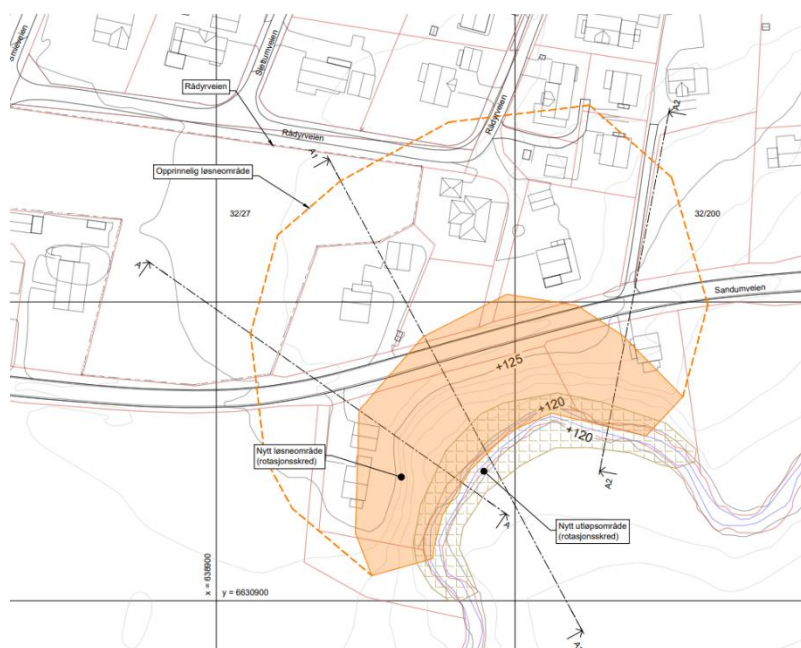 Slettumveien
Rådyrveien
Rådyrveien
Rådyrveien
A1
A2
Opprinnelig løsneområde
32/27
32/200
A
Sandumveien
+125
+120
+120
Nytt løsneområde
(rotasjonsskred)
A2
A
Nytt utløpsområde
(rotasjonsskred)
x = 638900
y = 6630900